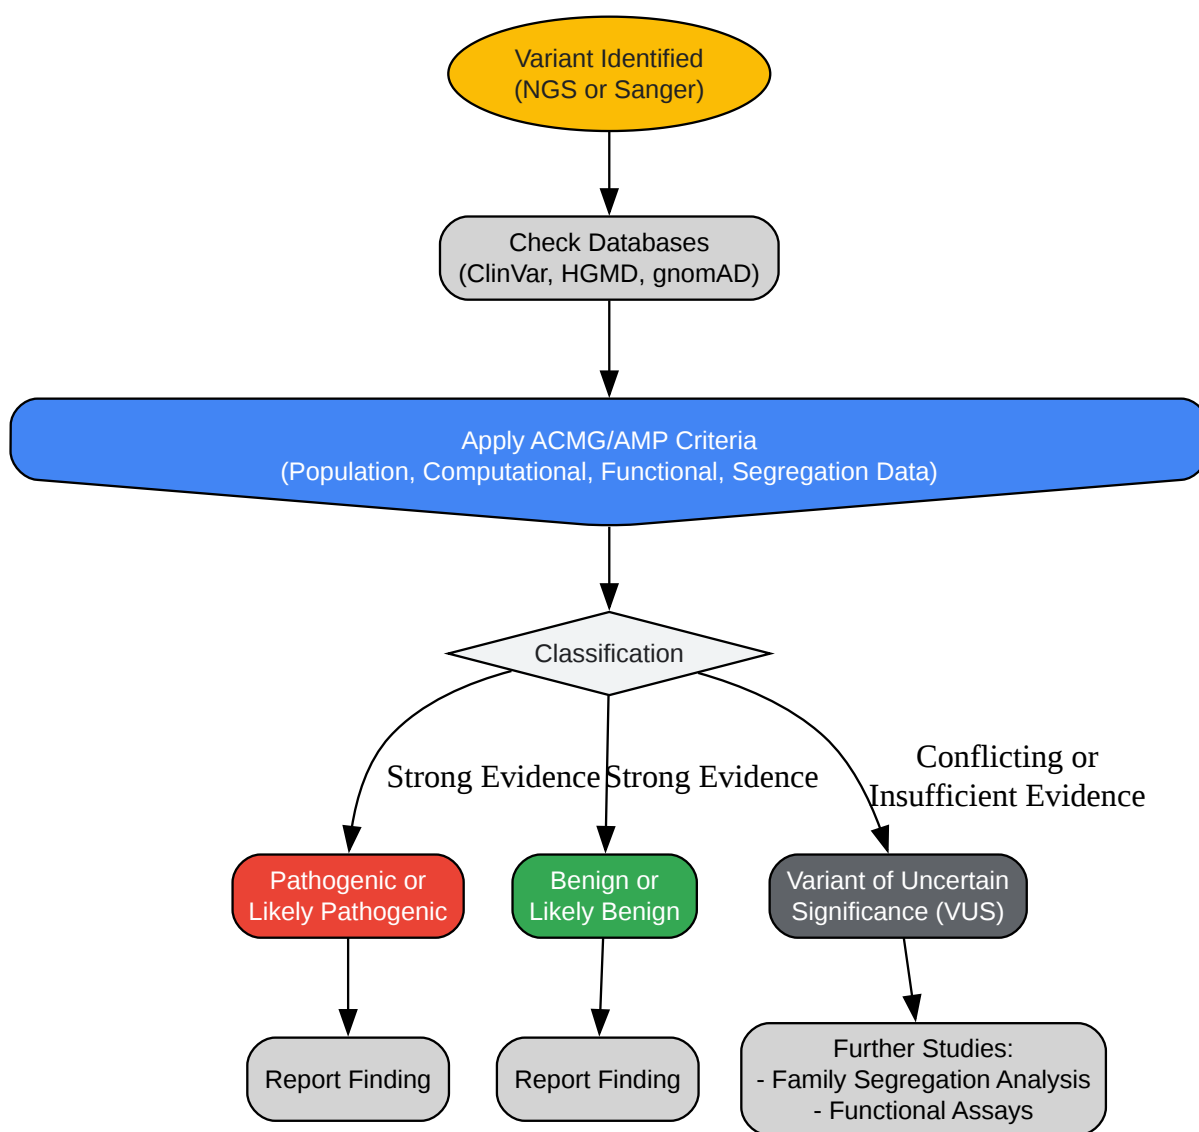 Variant Identified
(NGS or Sanger)
Check Databases
(ClinVar, HGMD, gnomAD)
Apply ACMG/AMP Criteria
(Population, Computational, Functional, Segregation Data)
Classification
Strong Evidence
Strong Evidence
Conflicting or
Insufficient Evidence
Pathogenic or
Likely Pathogenic
Benign or
Likely Benign
Variant of Uncertain
Significance (VUS)
Report Finding
Report Finding
Further Studies:
- Family Segregation Analysis
- Functional Assays